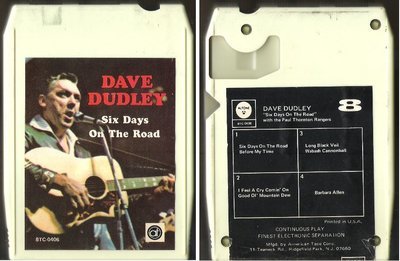 DAVE
DUDLEY
Six Days
On The Road
8TC-0406
DAVE DUDLEY
"Six Days On The Road"
with the Paul Thornton Rangers
8
1
Six Days On The Road
Before My Time
3
Long Black Veil
Wabash Cannonball
2
I Feel A Cry Comin' On
Good Ol' Mountain Dew
4
Barbara Allen
Printed in U.S.A.
CONTINUOUS PLAY
FINEST ELECTRONIC SEPARATION
Mfgd. by American Tape Corp.
Ridgefield Park, N.J. 07660